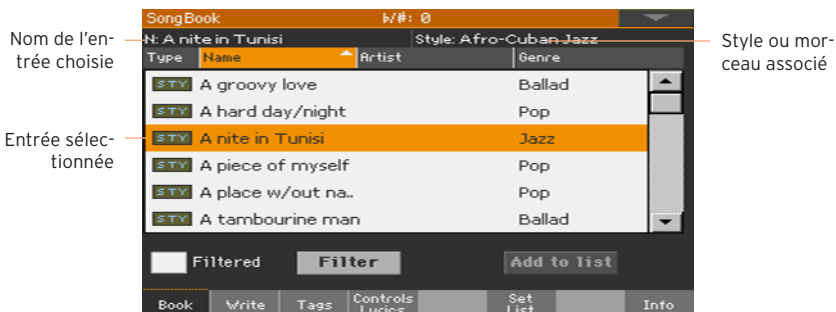 SongBook ♭/#: 0
Nom de l'en-
trée choisie
N: A nite in Tunisi Style: Afro-Cuban Jazz
Style ou mor-
ceau associé
Type Name Artist Genre
STY A groovy love Ballad
STY A hard day/night Pop
Entrée sélec-
tionnée
STY A nite in Tunisi Jazz
STY A piece of myself Pop
STY A place w/out na.. Pop
STY A tambourine man Ballad
Filtered Filter Add to list
Book Write Tags Controls Lyrics Set List Info